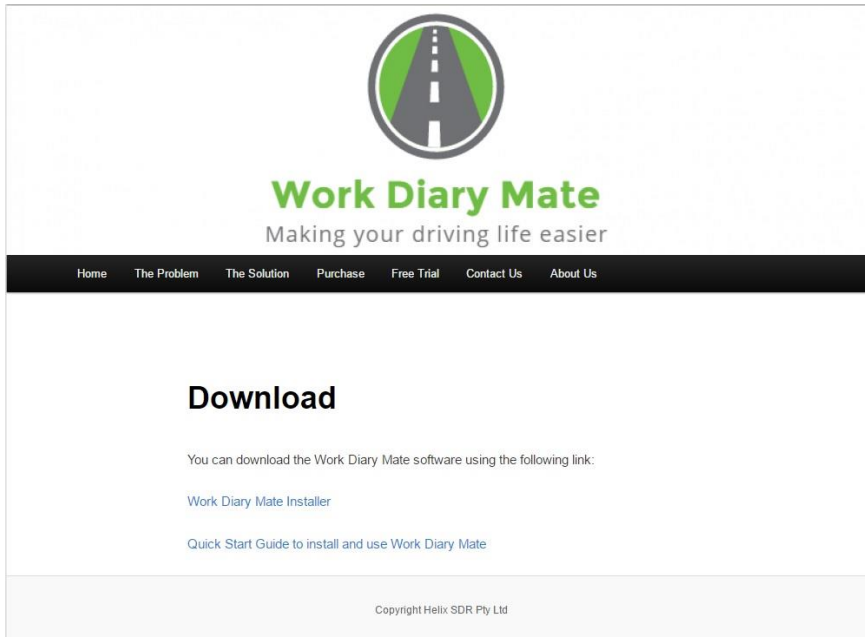 Work Diary Mate
Making your driving life easier
Home The Problem The Solution Purchase Free Trial Contact Us About Us
Download
You can download the Work Diary Mate software using the following link:
Work Diary Mate Installer
Quick Start Guide to install and use Work Diary Mate
Copyright Helix SDR Pty Ltd